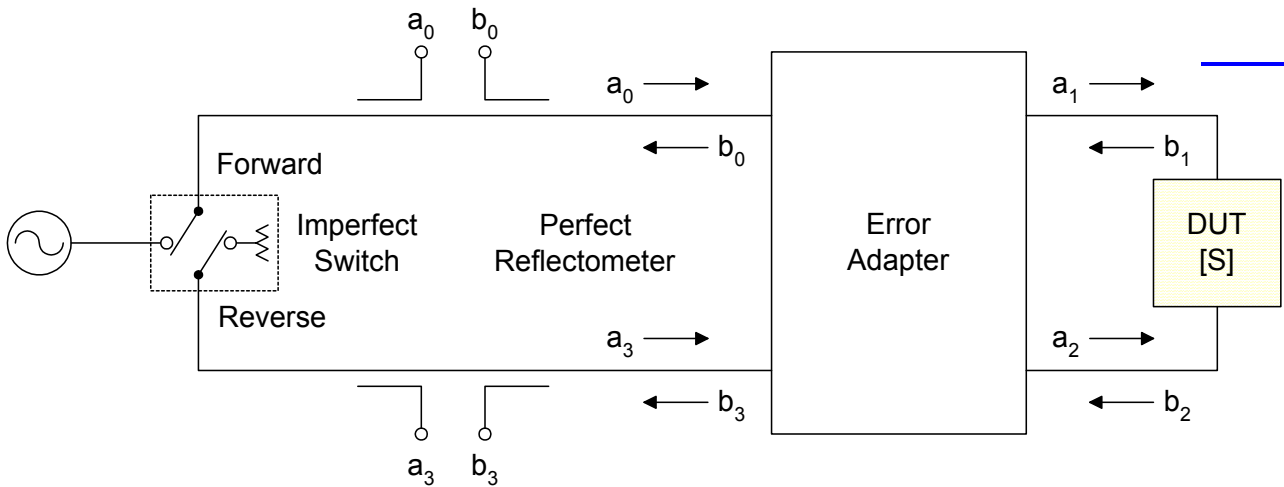 a₀ b₀
a₀
b₀
a₁
b₁
Forward
Imperfect
Switch
Perfect
Reflectometer
Error
Adapter
DUT
[S]
Reverse
a₃
b₃
a₂
b₂
a₃ b₃